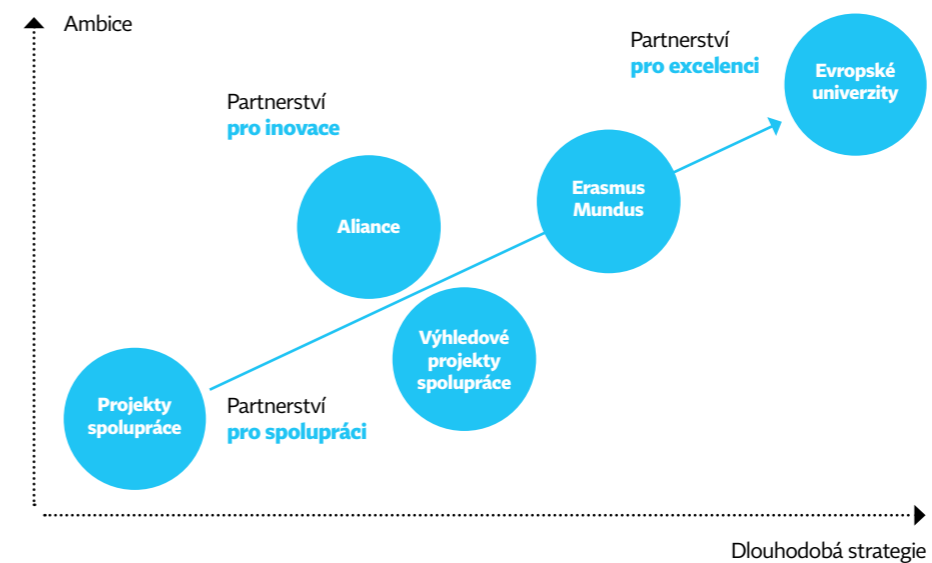 Ambice
Partnerství
pro excelenci
Evropské
univerzity
Partnerství
pro inovace
Aliance
Erasmus
Mundus
Výhledové
projekty
spolupráce
Projekty
spolupráce
Partnerství
pro spolupráci
Dlouhodobá strategie